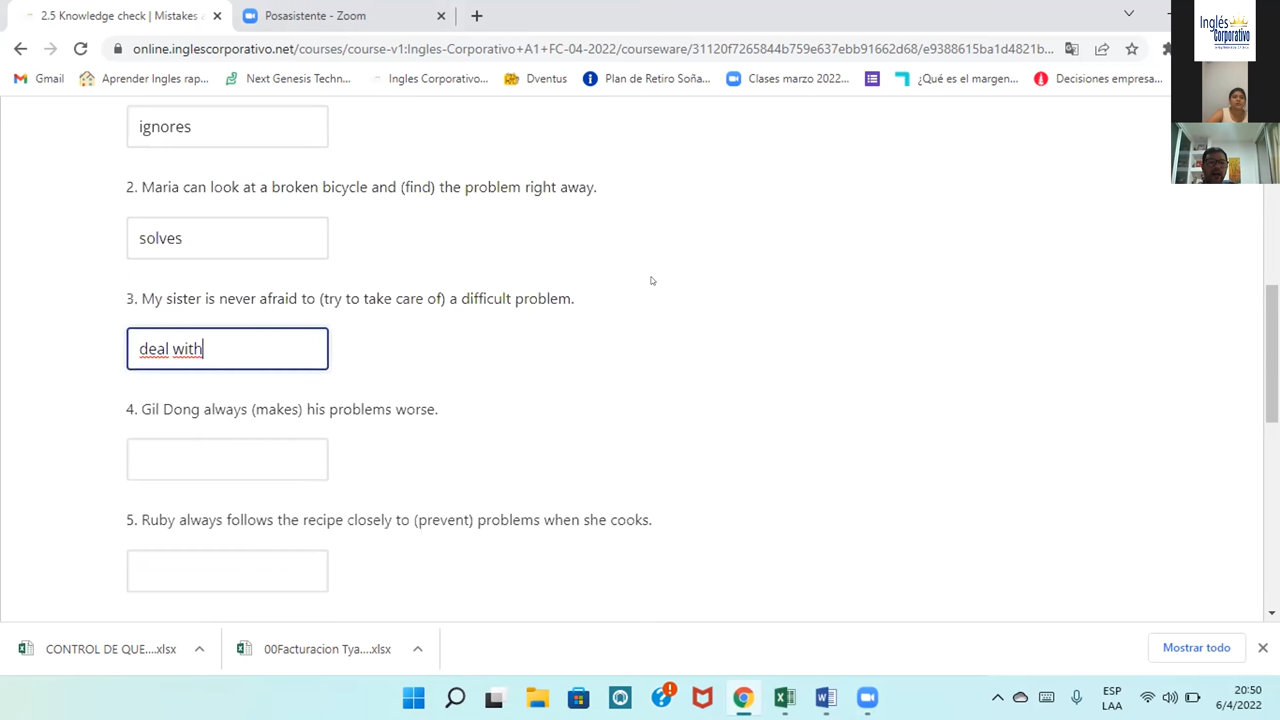 2.5 Knowledge check | Mistakes
Posasistente - Zoom
online.inglescorporativo.net/courses/course-v1:Ingles-Corporativo+A1+FC-04-2022/courseware/31120f7265844b759e637ebb91662d68/e9388615ba1d4821b...
Gmail
Aprender Ingles rap...
Next Genesis Techn...
Ingles Corporativo...
Dventus
Plan de Retiro Soña...
Clases marzo 2022...
¿Qué es el margen...
Decisiones empresa...
Inglés
Corporativo
ignores
2. Maria can look at a broken bicycle and (find) the problem right away.
solves
3. My sister is never afraid to (try to take care of) a difficult problem.
deal with
4. Gil Dong always (makes) his problems worse.
5. Ruby always follows the recipe closely to (prevent) problems when she cooks.
CONTROL DE QUE....xlsx
00Facturacion Tya....xlsx
Mostrar todo
ESP
LAA
20:50
6/4/2022